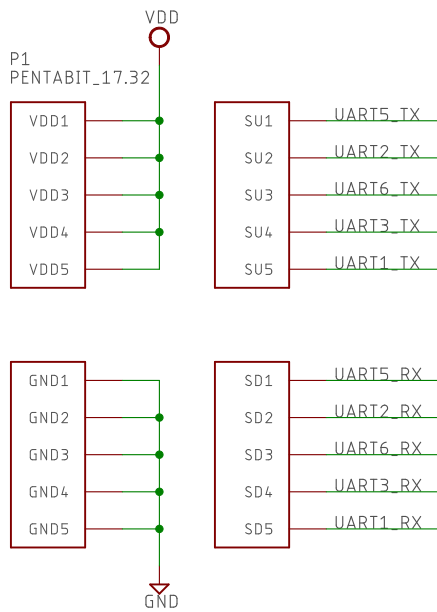 VDD
P1
PENTABIT_17.32
VDD1
VDD2
VDD3
VDD4
VDD5
SU1 UART5_TX
SU2 UART2_TX
SU3 UART6_TX
SU4 UART3_TX
SU5 UART1_TX
GND1
GND2
GND3
GND4
GND5
SD1 UART5_RX
SD2 UART2_RX
SD3 UART6_RX
SD4 UART3_RX
SD5 UART1_RX
GND